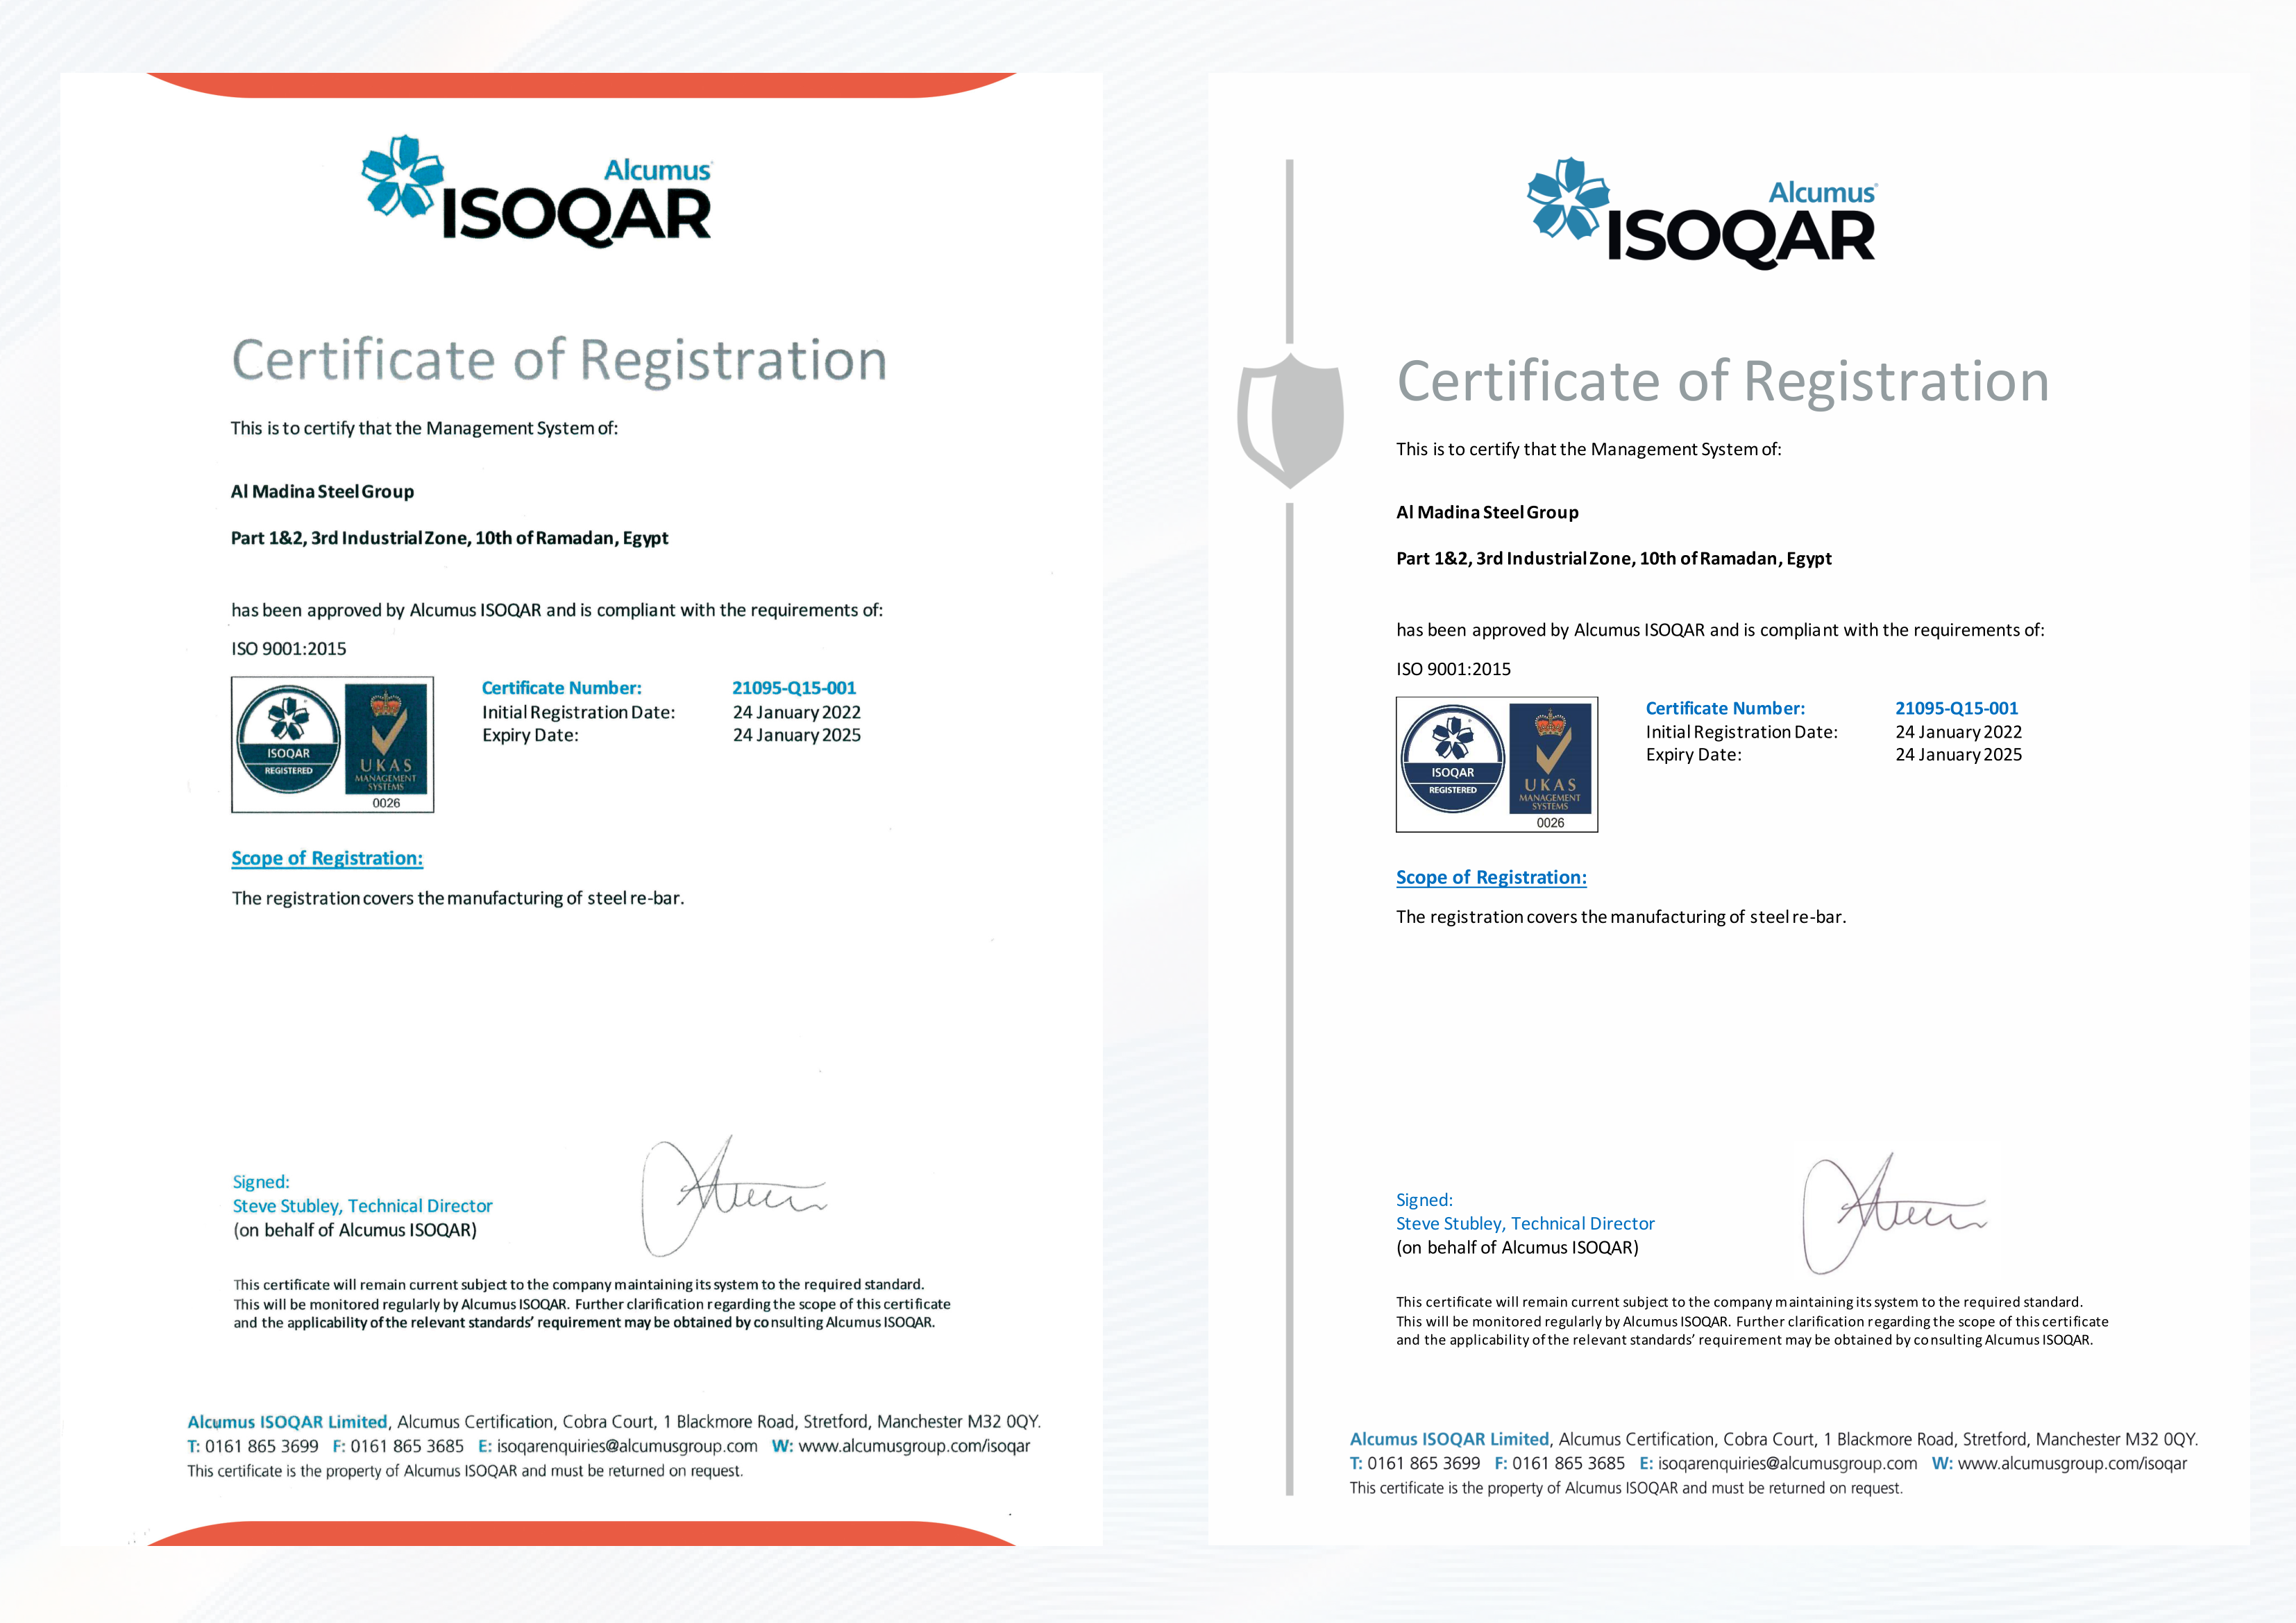 Alcumus
ISOQAR
Certificate of Registration
This is to certify that the Management System of:
Al Madina Steel Group
Part 1&2, 3rd Industrial Zone, 10th of Ramadan, Egypt
has been approved by Alcumus ISOQAR and is compliant with the requirements of:
ISO 9001:2015
ISOQAR
REGISTERED
UKAS
MANAGEMENT
SYSTEMS
0026
Certificate Number: 21095-Q15-001
Initial Registration Date: 24 January 2022
Expiry Date: 24 January 2025
Scope of Registration:
The registration covers the manufacturing of steel re-bar.
Signed:
Steve Stubley, Technical Director
(on behalf of Alcumus ISOQAR)
This certificate will remain current subject to the company maintaining its system to the required standard.
This will be monitored regularly by Alcumus ISOQAR. Further clarification regarding the scope of this certificate
and the applicability of the relevant standards’ requirement may be obtained by consulting Alcumus ISOQAR.
Alcumus ISOQAR Limited, Alcumus Certification, Cobra Court, 1 Blackmore Road, Stretford, Manchester M32 0QY.
T: 0161 865 3699 F: 0161 865 3685 E: isoqarenquiries@alcumusgroup.com W: www.alcumusgroup.com/isoqar
This certificate is the property of Alcumus ISOQAR and must be returned on request.
Alcumus
ISOQAR
Certificate of Registration
This is to certify that the Management System of:
Al Madina Steel Group
Part 1&2, 3rd Industrial Zone, 10th of Ramadan, Egypt
has been approved by Alcumus ISOQAR and is compliant with the requirements of:
ISO 9001:2015
ISOQAR
REGISTERED
UKAS
MANAGEMENT
SYSTEMS
0026
Certificate Number: 21095-Q15-001
Initial Registration Date: 24 January 2022
Expiry Date: 24 January 2025
Scope of Registration:
The registration covers the manufacturing of steel re-bar.
Signed:
Steve Stubley, Technical Director
(on behalf of Alcumus ISOQAR)
This certificate will remain current subject to the company maintaining its system to the required standard.
This will be monitored regularly by Alcumus ISOQAR. Further clarification regarding the scope of this certificate
and the applicability of the relevant standards’ requirement may be obtained by consulting Alcumus ISOQAR.
Alcumus ISOQAR Limited, Alcumus Certification, Cobra Court, 1 Blackmore Road, Stretford, Manchester M32 0QY.
T: 0161 865 3699 F: 0161 865 3685 E: isoqarenquiries@alcumusgroup.com W: www.alcumusgroup.com/isoqar
This certificate is the property of Alcumus ISOQAR and must be returned on request.